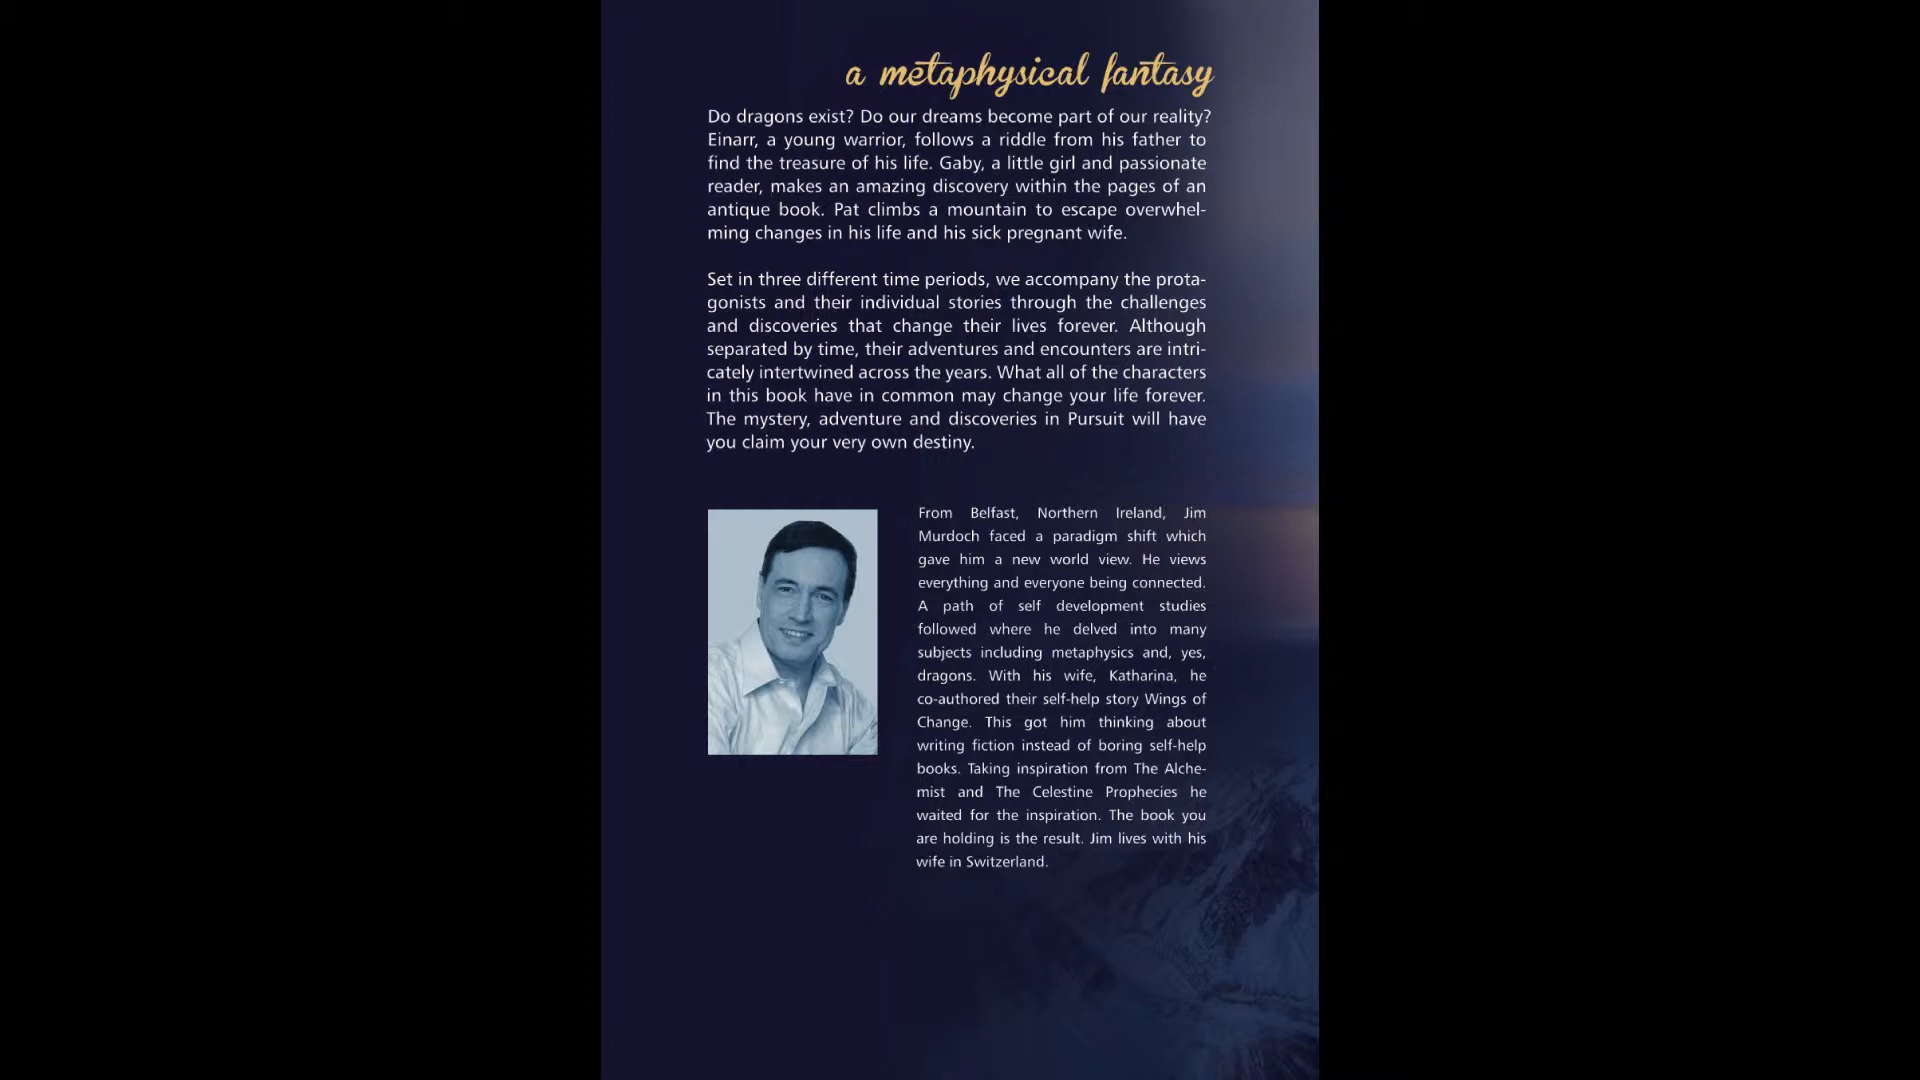 a metaphysical fantasy
Do dragons exist? Do our dreams become part of our reality?
Einarr, a young warrior, follows a riddle from his father to
find the treasure of his life. Gaby, a little girl and passionate
reader, makes an amazing discovery within the pages of an
antique book. Pat climbs a mountain to escape overwhel-
ming changes in his life and his sick pregnant wife.
Set in three different time periods, we accompany the prota-
gonists and their individual stories through the challenges
and discoveries that change their lives forever. Although
separated by time, their adventures and encounters are intri-
cately intertwined across the years. What all of the characters
in this book have in common may change your life forever.
The mystery, adventure and discoveries in Pursuit will have
you claim your very own destiny.
From Belfast, Northern Ireland, Jim
Murdoch faced a paradigm shift which
gave him a new world view. He views
everything and everyone being connected.
A path of self development studies
followed where he delved into many
subjects including metaphysics and, yes,
dragons. With his wife, Katharina, he
co-authored their self-help story Wings of
Change. This got him thinking about
writing fiction instead of boring self-help
books. Taking inspiration from The Alche-
mist and The Celestine Prophecies he
waited for the inspiration. The book you
are holding is the result. Jim lives with his
wife in Switzerland.